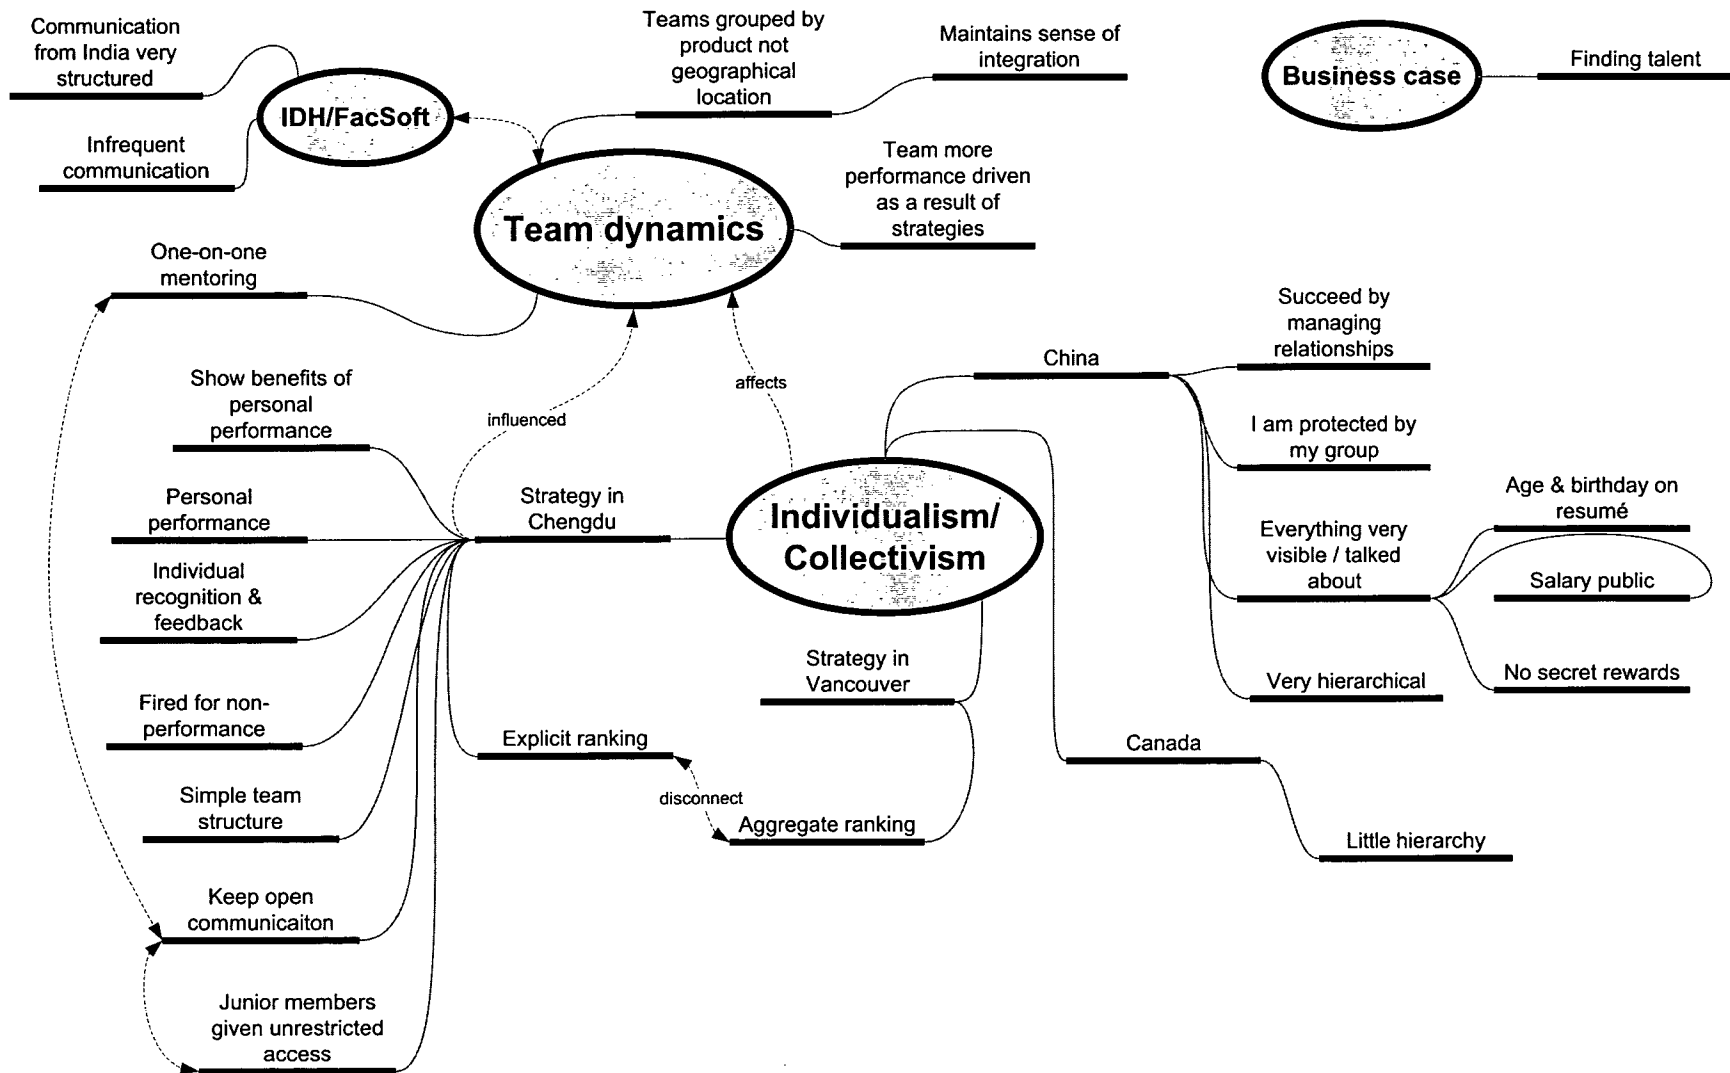 Communication
from India very
structured
Infrequent
communication
IDH/FacSoft
Teams grouped by
product not
geographical
location
Maintains sense of
integration
Business case
Finding talent
Team dynamics
Team more
performance driven
as a result of
strategies
One-on-one
mentoring
Show benefits of
personal
performance
Personal
performance
Individual
recognition &
feedback
Fired for non-
performance
Simple team
structure
Keep open
communicaiton
Junior members
given unrestricted
access
influenced
affects
Strategy in
Chengdu
Explicit ranking
disconnect
Individualism/
Collectivism
Strategy in
Vancouver
Aggregate ranking
China
Succeed by
managing
relationships
I am protected by
my group
Everything very
visible / talked
about
Age & birthday on
resumé
Salary public
No secret rewards
Very hierarchical
Canada
Little hierarchy